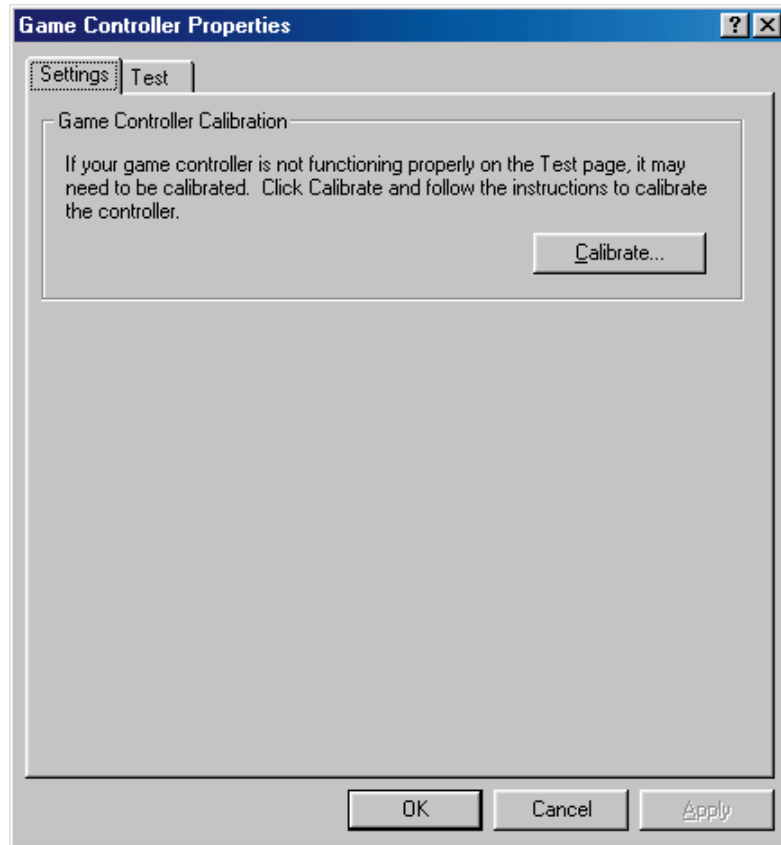 Game Controller Properties
Settings
Test
Game Controller Calibration
If your game controller is not functioning properly on the Test page, it may
need to be calibrated.  Click Calibrate and follow the instructions to calibrate
the controller.
Calibrate...
OK
Cancel
Apply